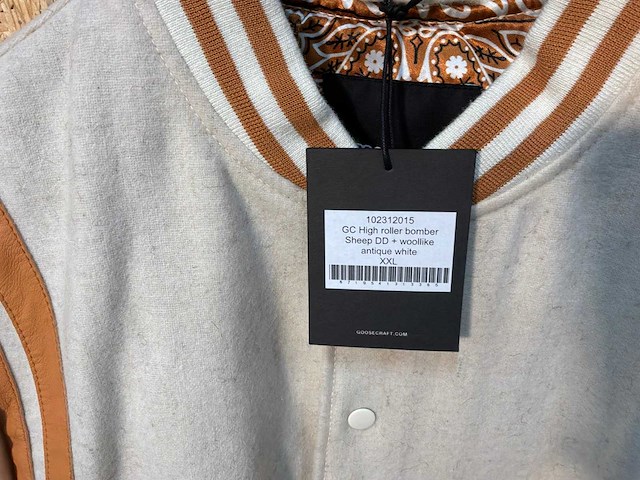 102312015
GC High roller bomber
Sheep DD + woollike
antique white
XXL
GOOSECRAFT.COM